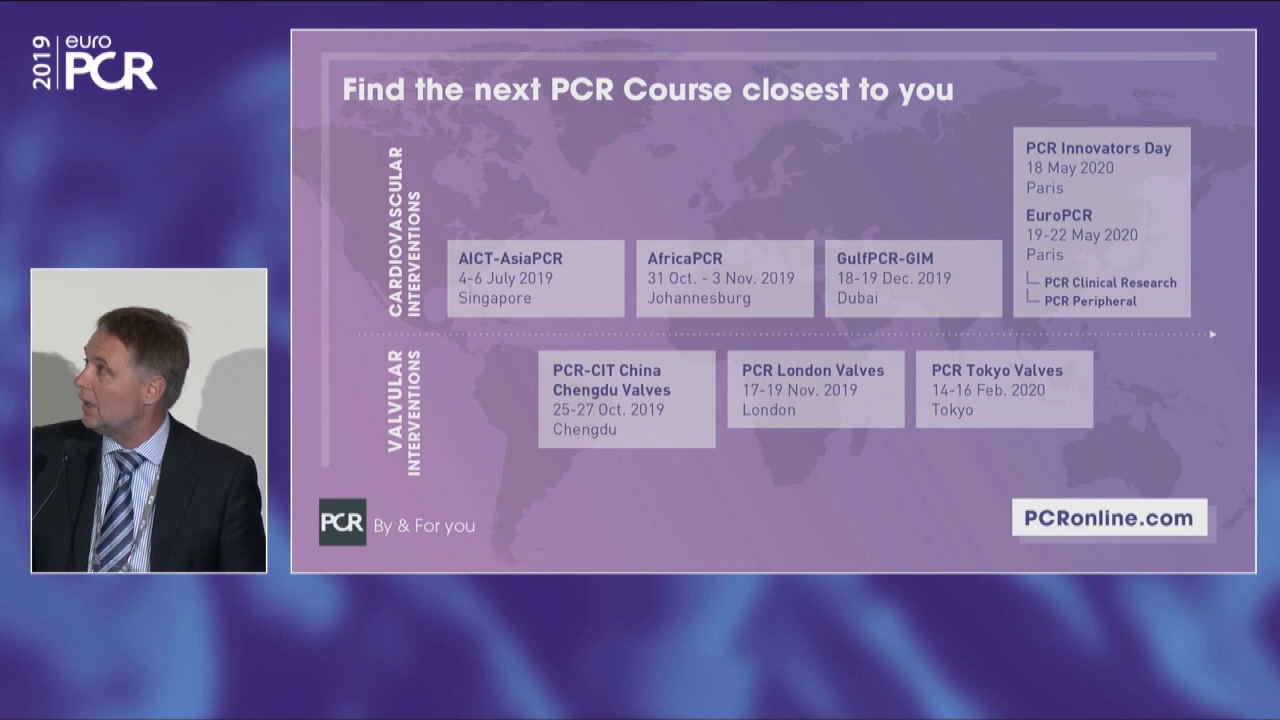 2019
euro
PCR
Find the next PCR Course closest to you
CARDIOVASCULAR
INTERVENTIONS
AICT-AsiaPCR
4-6 July 2019
Singapore
AfricaPCR
31 Oct. - 3 Nov. 2019
Johannesburg
GulfPCR-GIM
18-19 Dec. 2019
Dubai
PCR Innovators Day
18 May 2020
Paris
EuroPCR
19-22 May 2020
Paris
PCR Clinical Research
PCR Peripheral
VALVULAR
INTERVENTIONS
PCR-CIT China
Chengdu Valves
25-27 Oct. 2019
Chengdu
PCR London Valves
17-19 Nov. 2019
London
PCR Tokyo Valves
14-16 Feb. 2020
Tokyo
PCR By & For you
PCRonline.com